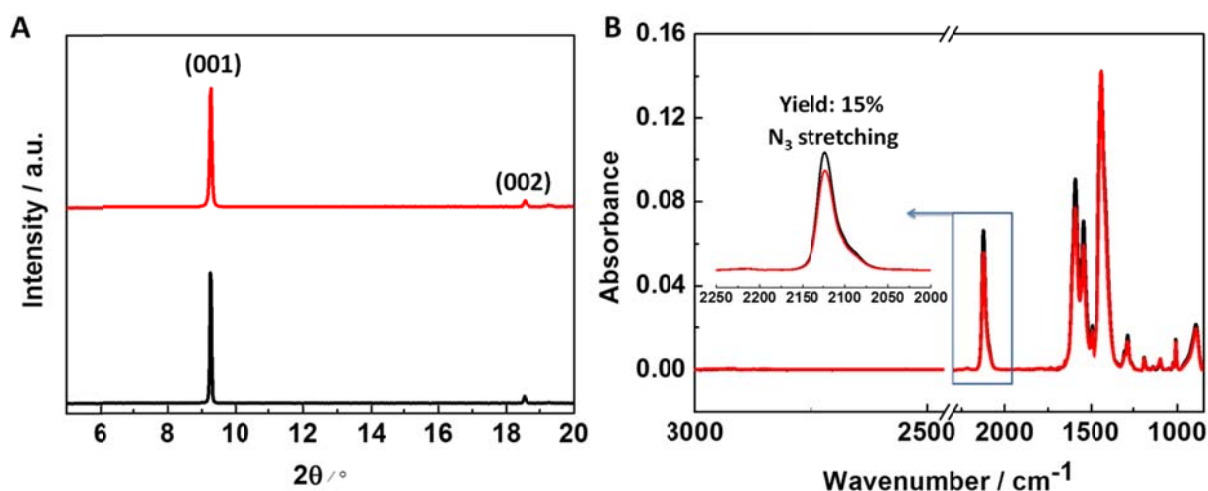 A
(001)
(002)
Intensity / a.u.
6 8 10 12 14 16 18 20
2θ / °
B
0.16
0.12
0.08
0.04
0.00
Absorbance
Yield: 15%
N3 stretching
2250 2200 2150 2100 2050 2000
3000 2500 2000 1500 1000
Wavenumber / cm-1